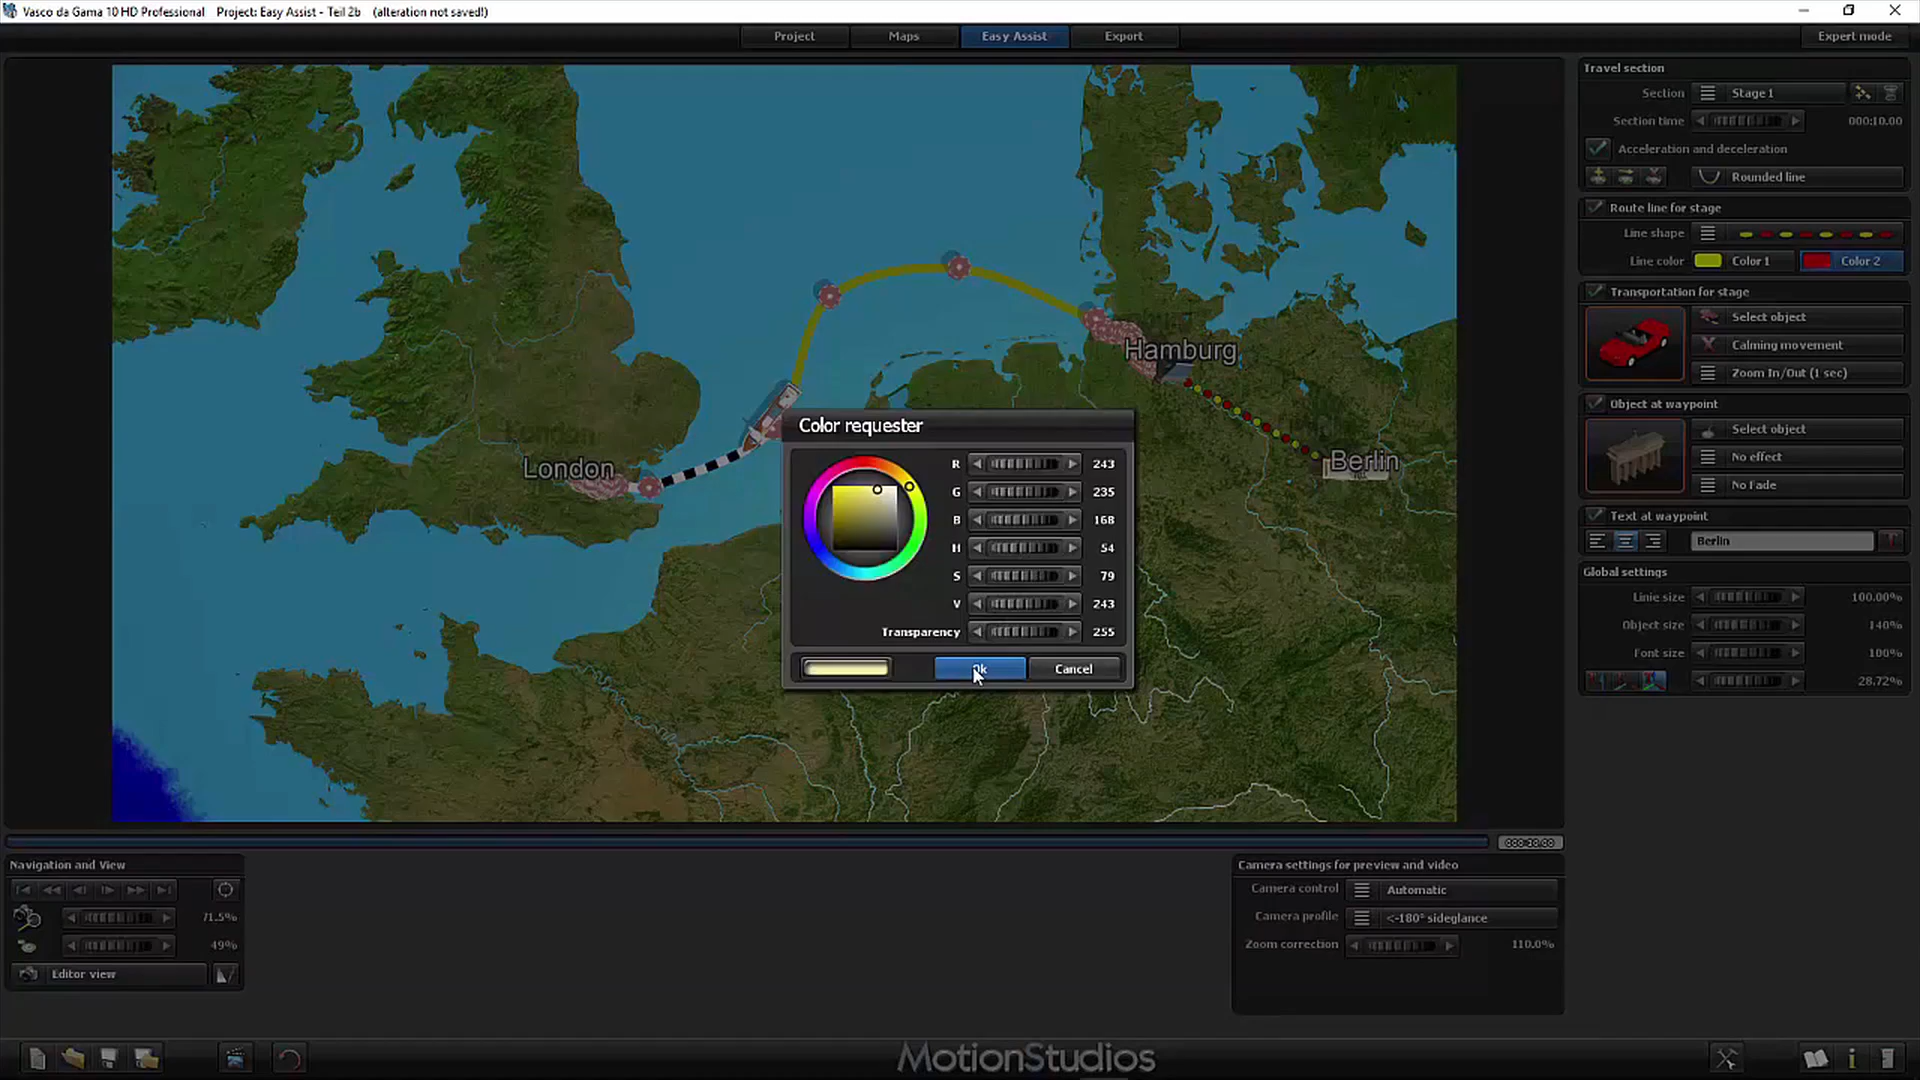 Vasco da Gama 10 HD Professional Project: Easy Assist - Teil 2b (alteration not saved!)
Project Maps Easy Assist Export Expert mode
Travel section
Section Stage 1
Section time 000:10.00
Acceleration and deceleration
Rounded line
Route line for stage
Line shape
Line color Color 1 Color 2
Transportation for stage
Select object
Calming movement
Zoom In/Out (1 sec)
Object at waypoint
Select object
No effect
No Fade
Text at waypoint
Berlin
Global settings
Linie size 100.00%
Object size 140%
Font size 100%
28.72%
Hamburg
London
Berlin
Color requester
R 243
G 235
B 168
H 54
S 79
V 243
Transparency 255
Ok Cancel
000:20:00
Navigation and View
71.5%
49%
Editor view
Camera settings for preview and video
Camera control Automatic
Camera profile <-180° sideglance
Zoom correction 110.0%
MotionStudios